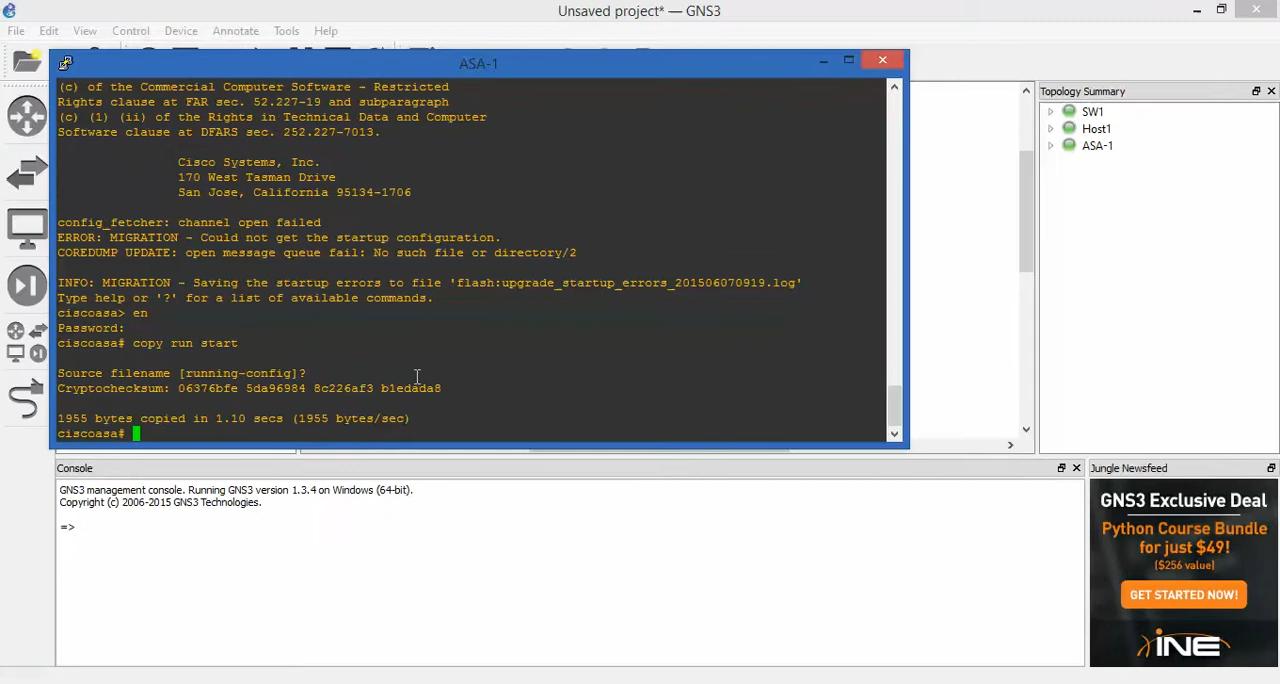 Unsaved project* — GNS3
File Edit View Control Device Annotate Tools Help
ASA-1
(c) of the Commercial Computer Software - Restricted
Rights clause at FAR sec. 52.227-19 and subparagraph
(c) (1) (ii) of the Rights in Technical Data and Computer
Software clause at DFARS sec. 252.227-7013.
Cisco Systems, Inc.
170 West Tasman Drive
San Jose, California 95134-1706
config_fetcher: channel open failed
ERROR: MIGRATION - Could not get the startup configuration.
COREDUMP UPDATE: open message queue fail: No such file or directory/2
INFO: MIGRATION - Saving the startup errors to file 'flash:upgrade_startup_errors_201506070919.log'
Type help or '?' for a list of available commands.
ciscoasa> en
Password:
ciscoasa# copy run start
Source filename [running-config]?
Cryptochecksum: 06376bfe 5da96984 8c226af3 b1edada8
1955 bytes copied in 1.10 secs (1955 bytes/sec)
ciscoasa#
Topology Summary
SW1
Host1
ASA-1
Console
GNS3 management console. Running GNS3 version 1.3.4 on Windows (64-bit).
Copyright (c) 2006-2015 GNS3 Technologies.
=>
Jungle Newsfeed
GNS3 Exclusive Deal
Python Course Bundle
for just $49!
($256 value)
GET STARTED NOW!
iNE